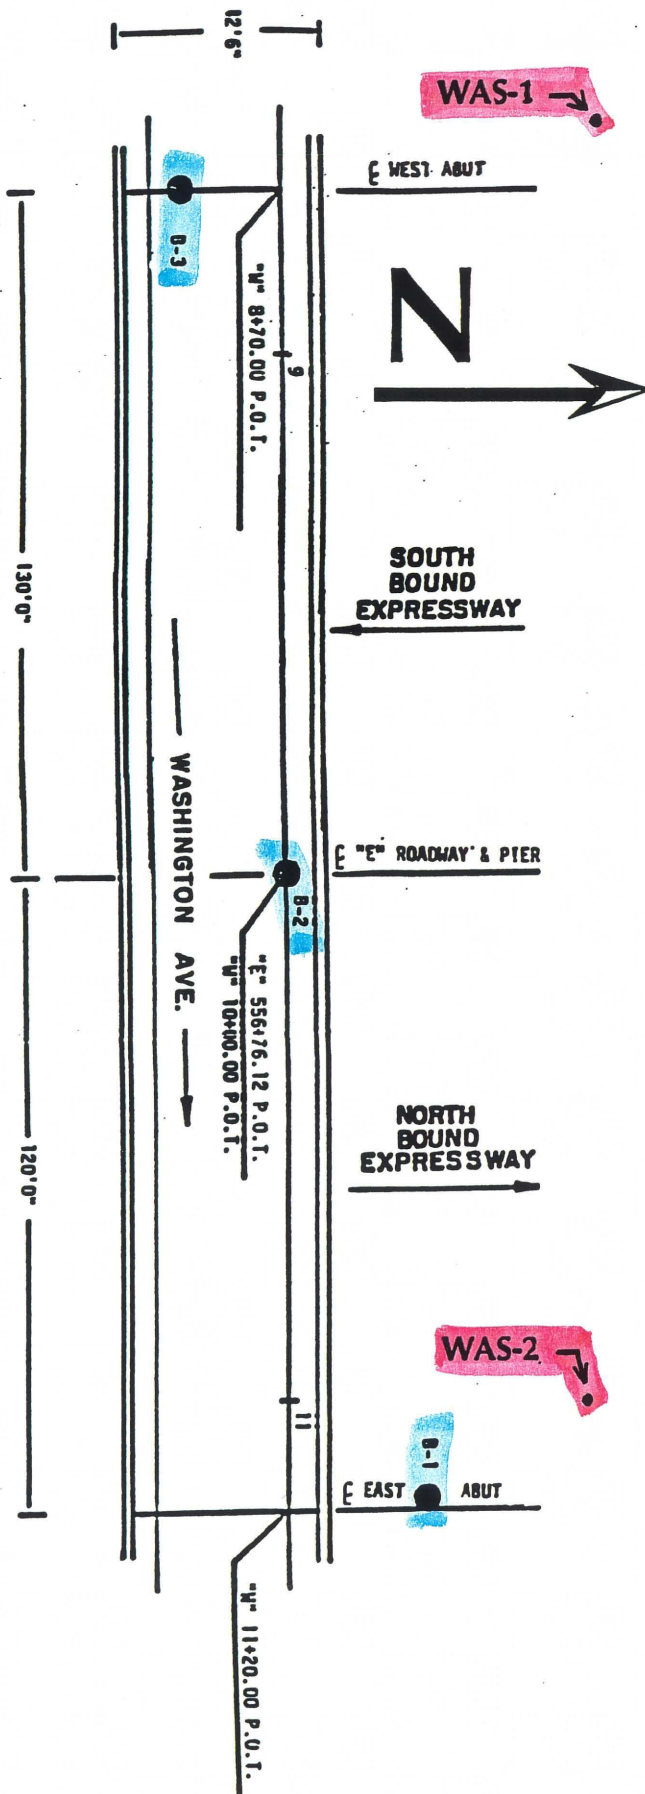 12'6"
WAS-1
℄ WEST ABUT
B-3
N
"W" 8+70.00 P.O.T.
9
130'0"
SOUTH
BOUND
EXPRESSWAY
WASHINGTON AVE.
℄ "E" ROADWAY & PIER
B-2
"E" 556+76.12 P.O.T.
"W" 10+00.00 P.O.T.
120'0"
NORTH
BOUND
EXPRESSWAY
WAS-2
11
B-1
℄ EAST ABUT
"W" 11+20.00 P.O.T.